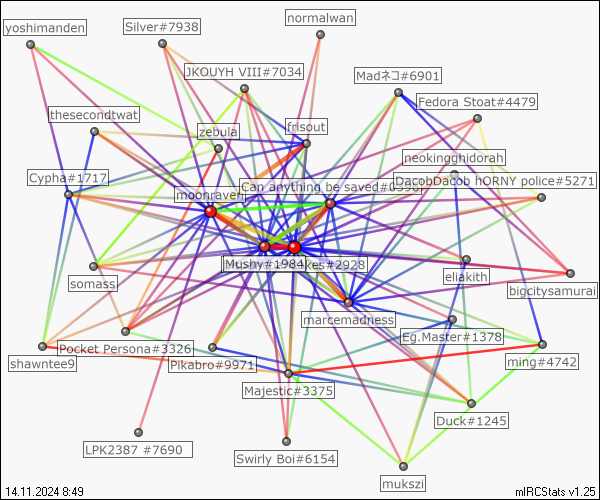 normalwan
yoshimanden
Silver#7938
JKOUYH VIII#7034
Madネコ#6901
Fedora Stoat#4479
thesecondtwat
zebula
frisout
neokingghidorah
Cypha#1717
moonraven
Can anything be saved#0
DacobDacob hORNY police#5271
Mushy#1984
kes#2928
somass
eliakith
bigcitysamurai
marcemadness
Eg.Master#1378
shawntee9
Pocket Persona#3326
Pikabro#9971
ming#4742
Majestic#3375
Duck#1245
LPK2387 #7690
Swirly Boi#6154
mukszi
14.11.2024 8:49
mIRCStats v1.25